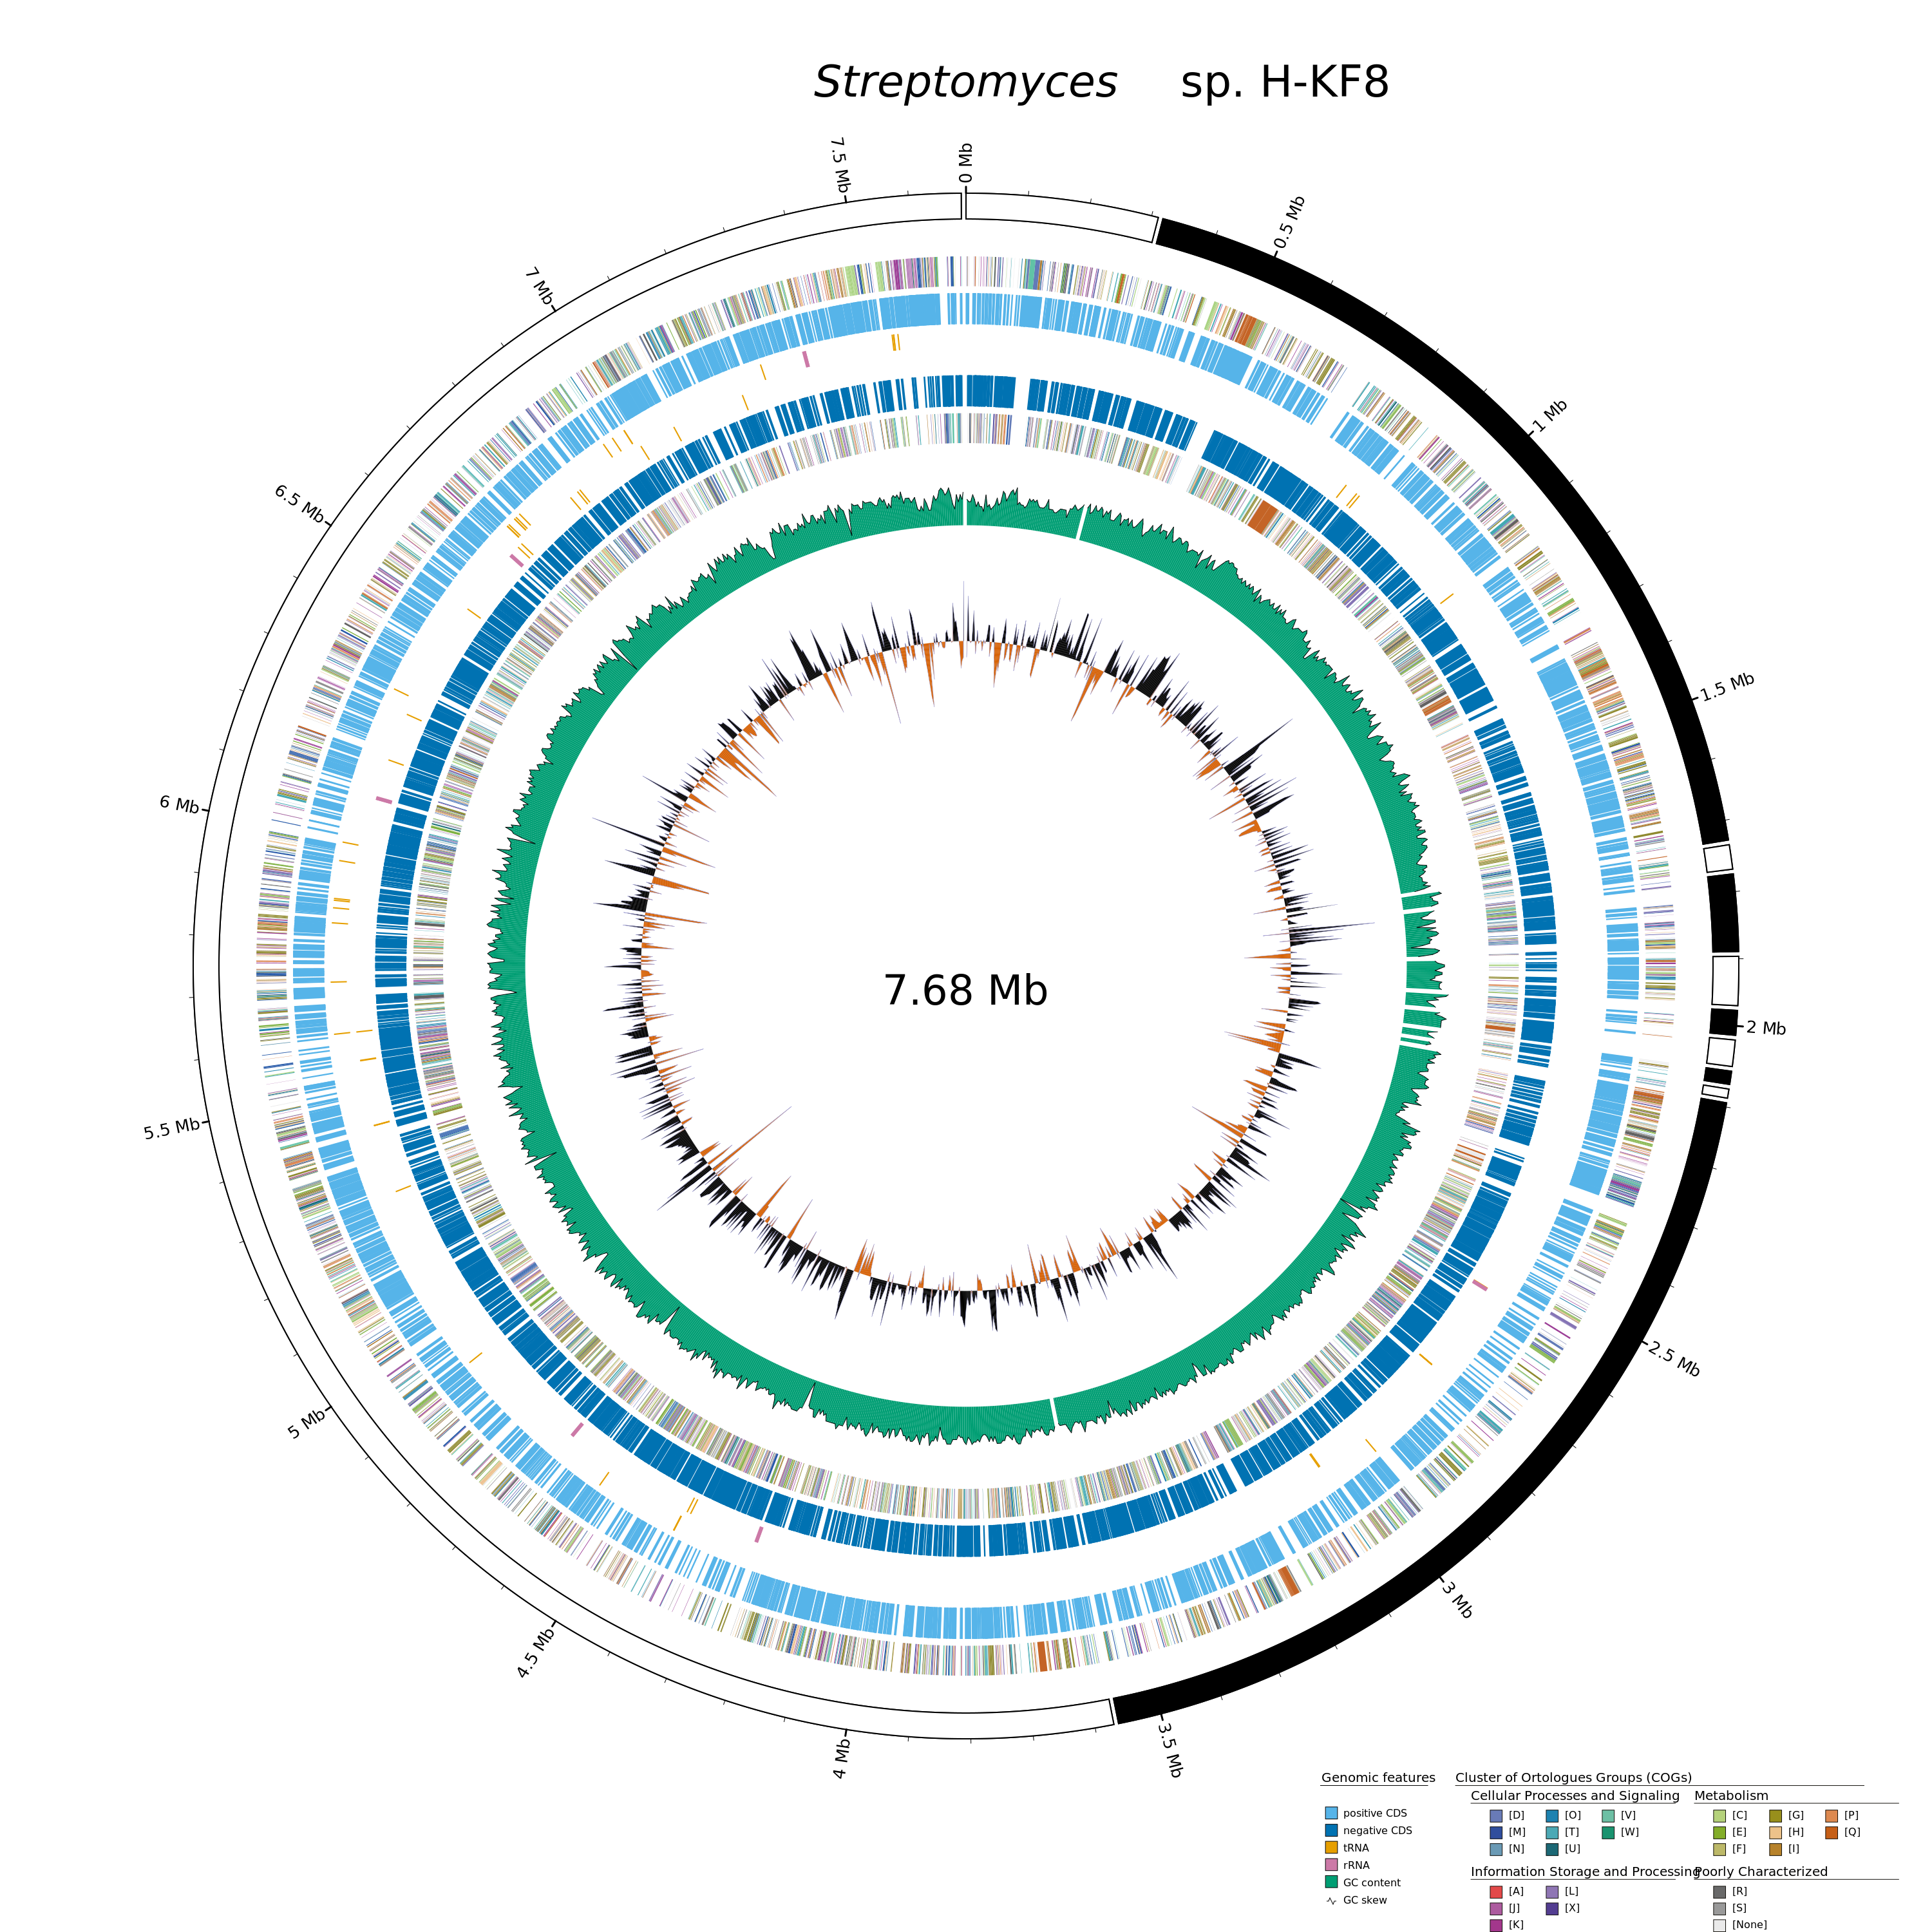 Streptomyces sp. H-KF8
0 Mb
0.5 Mb
1 Mb
1.5 Mb
2 Mb
2.5 Mb
3 Mb
3.5 Mb
4 Mb
4.5 Mb
5 Mb
5.5 Mb
6 Mb
6.5 Mb
7 Mb
7.5 Mb
7.68 Mb
Genomic features
positive CDS
negative CDS
tRNA
rRNA
GC content
GC skew
Cluster of Ortologues Groups (COGs)
Cellular Processes and Signaling
[D] [O] [V]
[M] [T] [W]
[N] [U]
Metabolism
[C] [G] [P]
[E] [H] [Q]
[F] [I]
Information Storage and Processing
[A] [L]
[J] [X]
[K]
Poorly Characterized
[R]
[S]
[None]